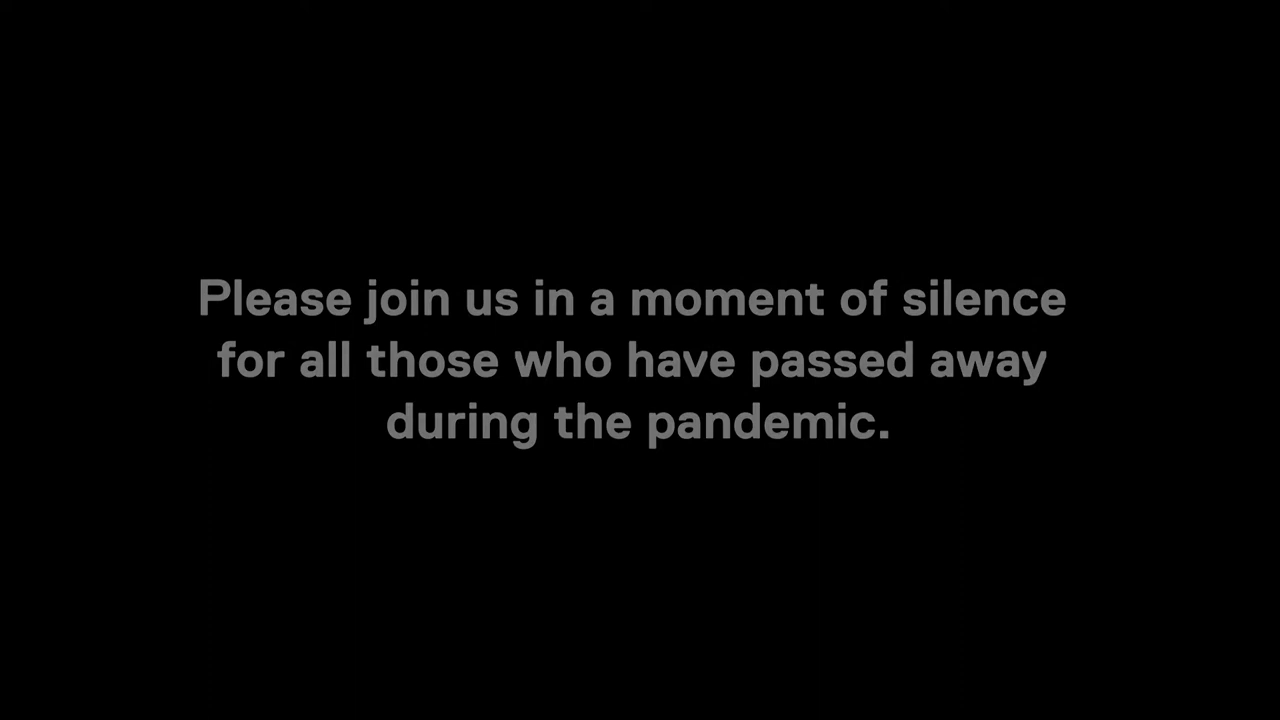 Please join us in a moment of silence
for all those who have passed away
during the pandemic.